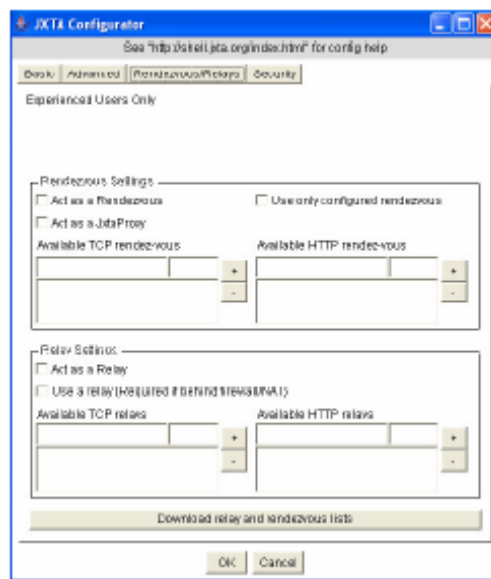 JXTA Configurator
See "http://shell.jxta.org/index.html" for config help
Basic Advanced Rendezvous/Relays Security
Experienced Users Only
Rendezvous Settings
Act as a Rendezvous Use only configured rendezvous
Act as a JxtaProxy
Available TCP rendez-vous Available HTTP rendez-vous
+ +
- -
Relay Settings
Act as a Relay
Use a relay (Required if behind firewall/NAT)
Available TCP relays Available HTTP relays
+ +
- -
Download relay and rendezvous lists
OK Cancel